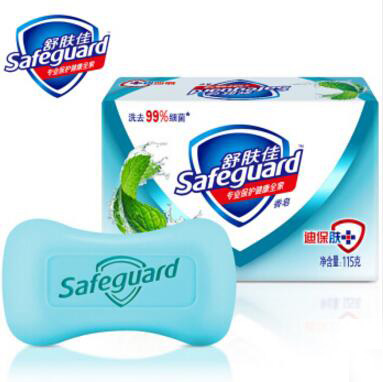 舒肤佳
Safeguard
专业保护健康全家
洗去99%细菌*
舒肤佳
Safeguard
专业保护健康全家
香皂
迪保肤
净含量:115克
Safeguard